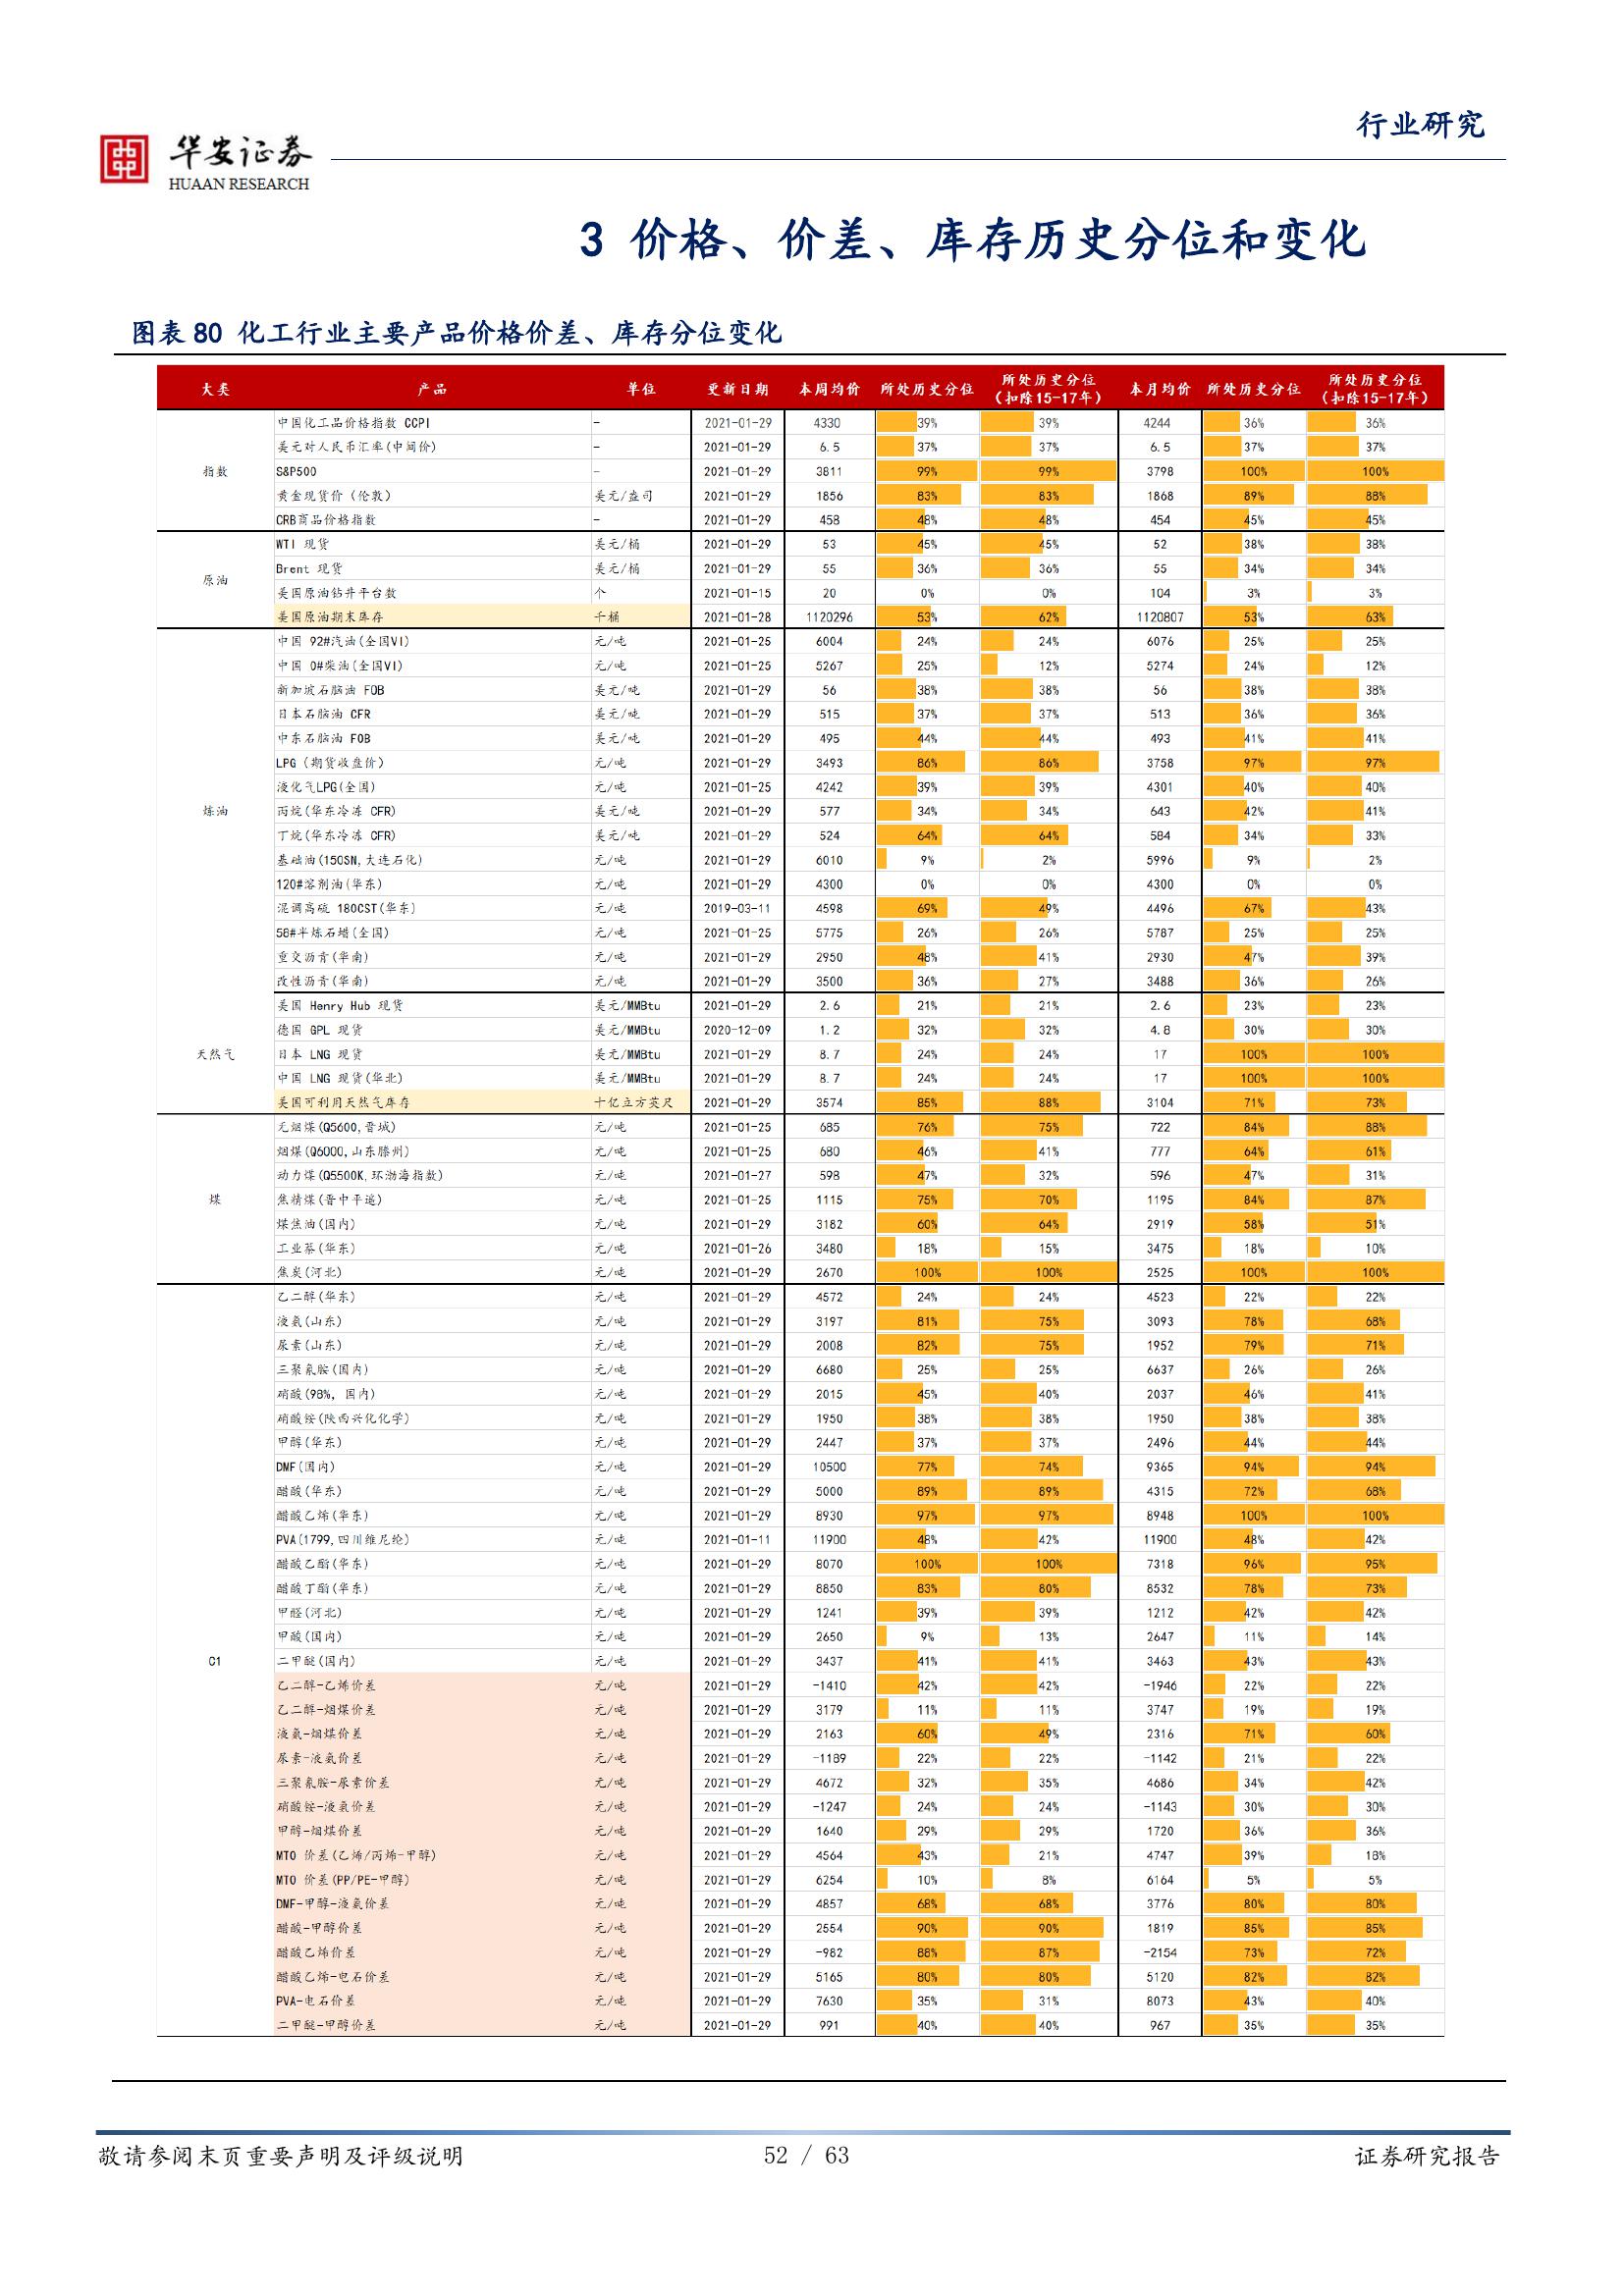 行业研究
华安证券
HUAAN RESEARCH
3 价格、价差、库存历史分位和变化
图表 80 化工行业主要产品价格价差、库存分位变化
大类 产品 单位 更新日期 本周均价 所处历史分位 所处历史分位（扣除15-17年） 本月均价 所处历史分位 所处历史分位（扣除15-17年）
中国化工品价格指数 CCPI - 2021-01-29 4330 39% 39% 4244 36% 36%
美元对人民币汇率(中间价) - 2021-01-29 6.5 37% 37% 6.5 37% 37%
指数 S&P500 - 2021-01-29 3811 99% 99% 3798 100% 100%
黄金现货价（伦敦） 美元/盎司 2021-01-29 1856 83% 83% 1868 89% 88%
CRB商品价格指数 - 2021-01-29 458 48% 48% 454 45% 45%
WTI 现货 美元/桶 2021-01-29 53 45% 45% 52 38% 38%
Brent 现货 美元/桶 2021-01-29 55 36% 36% 55 34% 34%
原油 美国原油钻井平台数 个 2021-01-15 20 0% 0% 104 3% 3%
美国原油期末库存 千桶 2021-01-28 1120296 53% 62% 1120807 53% 63%
中国 92#汽油(全国VI) 元/吨 2021-01-25 6004 24% 24% 6076 25% 25%
中国 0#柴油(全国VI) 元/吨 2021-01-25 5267 25% 12% 5274 24% 12%
新加坡石脑油 FOB 美元/吨 2021-01-29 56 38% 38% 56 38% 38%
日本石脑油 CFR 美元/吨 2021-01-29 515 37% 37% 513 36% 36%
中东石脑油 FOB 美元/吨 2021-01-29 495 44% 44% 493 41% 41%
LPG（期货收盘价） 元/吨 2021-01-29 3493 86% 86% 3758 97% 97%
液化气LPG(全国) 元/吨 2021-01-29 4242 39% 39% 4301 40% 40%
炼油 丙烷(华东冷冻 CFR) 美元/吨 2021-01-29 577 34% 34% 643 42% 41%
丁烷(华东冷冻 CFR) 美元/吨 2021-01-29 524 64% 64% 584 34% 33%
基础油(150SN,大连石化) 元/吨 2021-01-29 6010 9% 2% 5996 9% 2%
120#溶剂油(华东) 元/吨 2021-01-29 4300 0% 0% 4300 0% 0%
混调高硫 180CST(华东) 元/吨 2019-03-11 4598 69% 49% 4496 67% 43%
58#半炼石蜡(全国) 元/吨 2021-01-25 5775 26% 26% 5787 25% 25%
重交沥青(华南) 元/吨 2021-01-29 2950 48% 41% 2930 47% 39%
改性沥青(华南) 元/吨 2021-01-29 3500 36% 27% 3488 36% 26%
美国 Henry Hub 现货 美元/MMBtu 2021-01-29 2.6 21% 21% 2.6 23% 23%
德国 GPL 现货 美元/MMBtu 2020-12-09 1.2 32% 32% 4.8 30% 30%
天然气 日本 LNG 现货 美元/MMBtu 2021-01-29 8.7 24% 24% 17 100% 100%
中国 LNG 现货(华北) 美元/MMBtu 2021-01-29 8.7 24% 24% 17 100% 100%
美国可利用天然气库存 十亿立方英尺 2021-01-29 3574 85% 88% 3104 71% 73%
无烟煤(Q5600,晋城) 元/吨 2021-01-25 685 76% 75% 722 84% 88%
烟煤(Q6000,山东滕州) 元/吨 2021-01-25 680 46% 41% 777 64% 61%
动力煤(Q5500K,环渤海指数) 元/吨 2021-01-27 598 47% 32% 596 47% 31%
煤 焦精煤(晋中平遥) 元/吨 2021-01-25 1115 75% 70% 1195 84% 87%
煤焦油(国内) 元/吨 2021-01-29 3182 60% 64% 2919 58% 51%
工业萘(华东) 元/吨 2021-01-26 3480 18% 15% 3475 18% 10%
焦炭(河北) 元/吨 2021-01-29 2670 100% 100% 2525 100% 100%
乙二醇(华东) 元/吨 2021-01-29 4572 24% 24% 4523 22% 22%
液氨(山东) 元/吨 2021-01-29 3197 81% 75% 3093 78% 68%
尿素(山东) 元/吨 2021-01-29 2008 82% 75% 1952 79% 71%
三聚氰胺(国内) 元/吨 2021-01-29 6680 25% 25% 6637 26% 26%
硝酸(98%, 国内) 元/吨 2021-01-29 2015 45% 40% 2037 46% 41%
硝酸铵(陕西兴化化学) 元/吨 2021-01-29 1950 38% 38% 1950 38% 38%
甲醇(华东) 元/吨 2021-01-29 2447 37% 37% 2496 44% 44%
DMF(国内) 元/吨 2021-01-29 10500 77% 74% 9365 94% 94%
醋酸(华东) 元/吨 2021-01-29 5000 89% 89% 4315 72% 68%
醋酸乙烯(华东) 元/吨 2021-01-29 8930 97% 97% 8948 100% 100%
PVA(1799,四川维尼纶) 元/吨 2021-01-11 11900 48% 42% 11900 48% 42%
醋酸乙酯(华东) 元/吨 2021-01-29 8070 100% 100% 7318 96% 95%
醋酸丁酯(华东) 元/吨 2021-01-29 8850 83% 80% 8532 78% 73%
甲醛(河北) 元/吨 2021-01-29 1241 39% 39% 1212 42% 42%
甲酸(国内) 元/吨 2021-01-29 2650 9% 13% 2647 11% 14%
C1 二甲醚(国内) 元/吨 2021-01-29 3437 41% 41% 3463 43% 43%
乙二醇-乙烯价差 元/吨 2021-01-29 -1410 42% 42% -1946 22% 22%
乙二醇-烟煤价差 元/吨 2021-01-29 3179 11% 11% 3747 19% 19%
液氨-烟煤价差 元/吨 2021-01-29 2163 60% 49% 2316 71% 60%
尿素-液氨价差 元/吨 2021-01-29 -1189 22% 22% -1142 21% 22%
三聚氰胺-尿素价差 元/吨 2021-01-29 4672 32% 35% 4686 34% 42%
硝酸铵-液氨价差 元/吨 2021-01-29 -1247 24% 24% -1143 30% 30%
甲醇-烟煤价差 元/吨 2021-01-29 1640 29% 29% 1720 36% 36%
MTO 价差(乙烯/丙烯-甲醇) 元/吨 2021-01-29 4564 43% 21% 4747 39% 18%
MTO 价差(PP/PE-甲醇) 元/吨 2021-01-29 6254 10% 8% 6164 5% 5%
DMF-甲醇-液氨价差 元/吨 2021-01-29 4857 68% 68% 3776 80% 80%
醋酸-甲醇价差 元/吨 2021-01-29 2554 90% 90% 1819 85% 85%
醋酸乙烯价差 元/吨 2021-01-29 -982 88% 87% -2154 73% 72%
醋酸乙烯-电石价差 元/吨 2021-01-29 5165 80% 80% 5120 82% 82%
PVA-电石价差 元/吨 2021-01-29 7630 35% 31% 8073 43% 40%
二甲醚-甲醇价差 元/吨 2021-01-29 991 40% 40% 967 35% 35%
敬请参阅末页重要声明及评级说明 52 / 63 证券研究报告